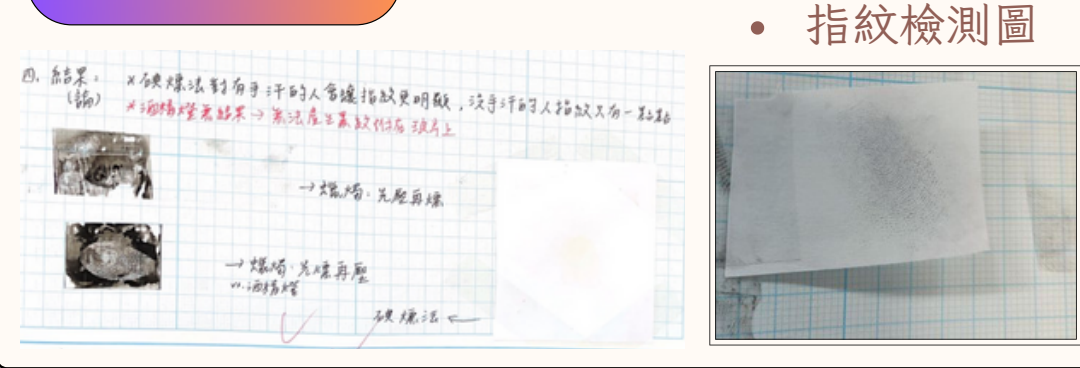 • 指紋檢測圖
四、結果:
(論)
×碘燻法對有手汗的人會讓指紋更明顯,沒手汗的人指紋只有一點點
×酒精燈無結果→無法產生黑紋附在玻片上
→蠟燭:先壓再燻
→蠟燭:先燻再壓
酒精燈
碘燻法←